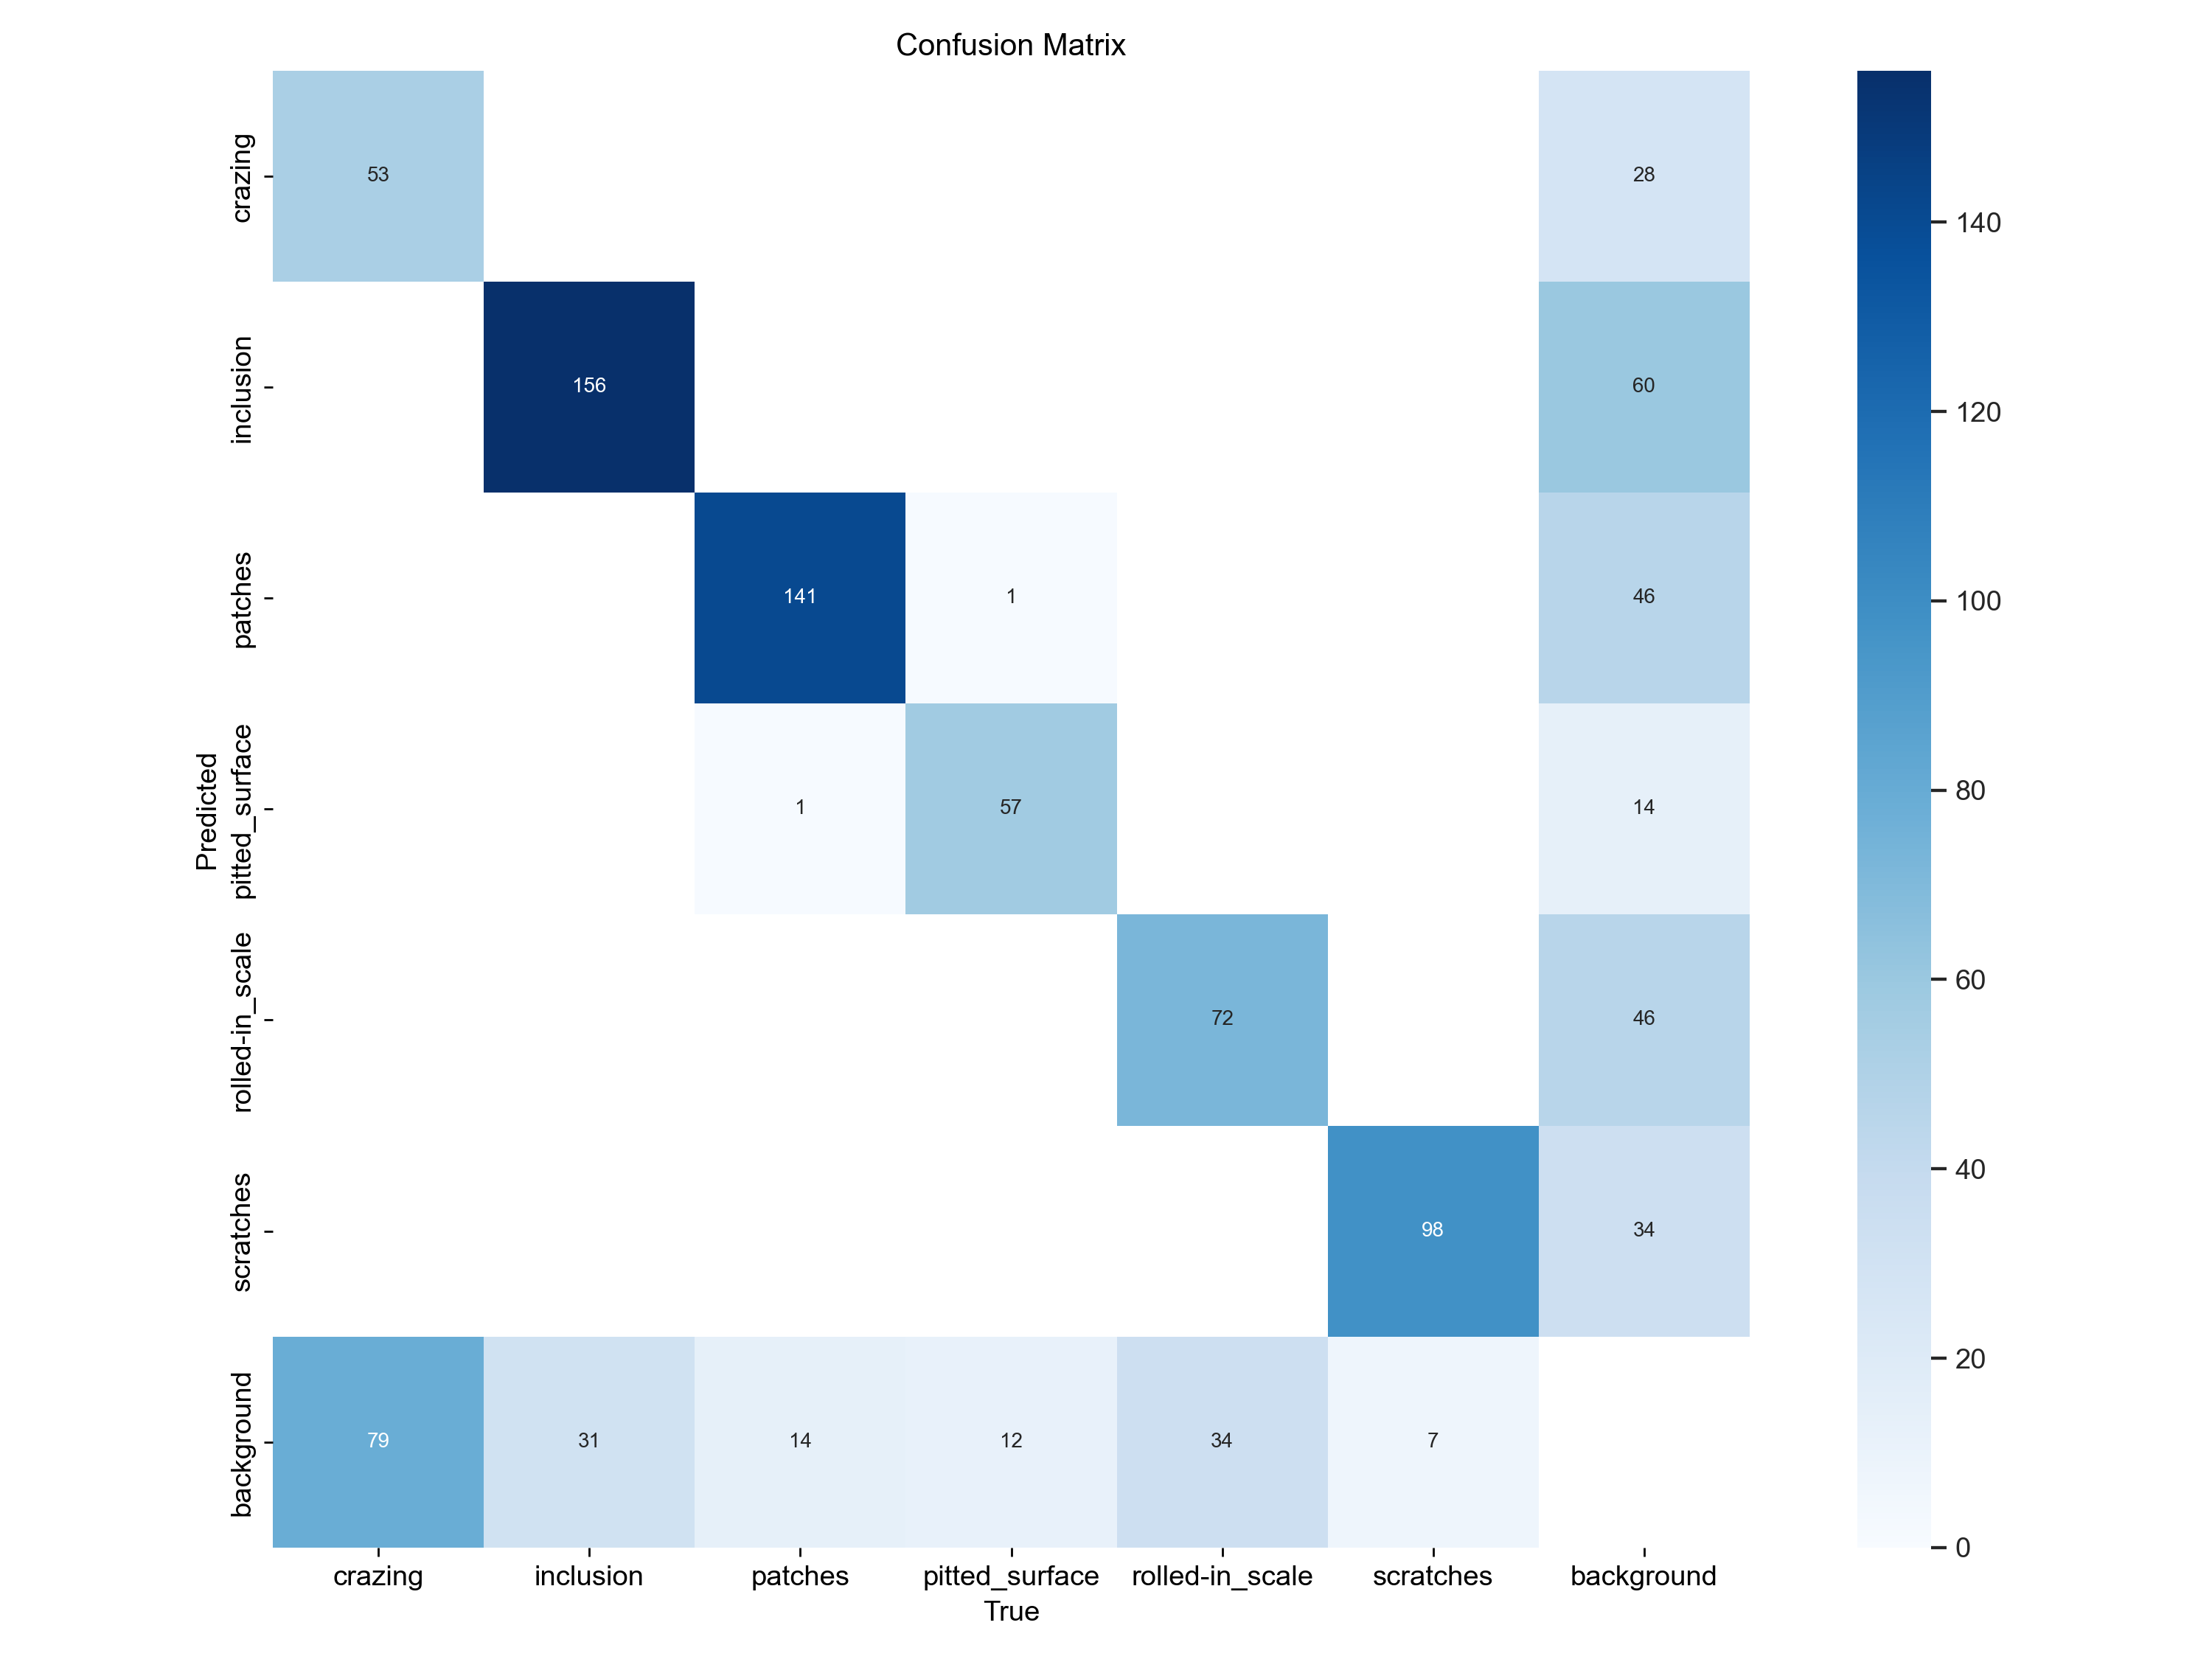 Confusion Matrix
crazing
53
28
140
inclusion
156
60
120
patches
141
1
46
100
Predicted
pitted_surface
1
57
14
80
rolled-in_scale
72
46
60
scratches
98
34
40
background
79
31
14
12
34
7
20
0
crazing inclusion patches pitted_surface rolled-in_scale scratches background
True